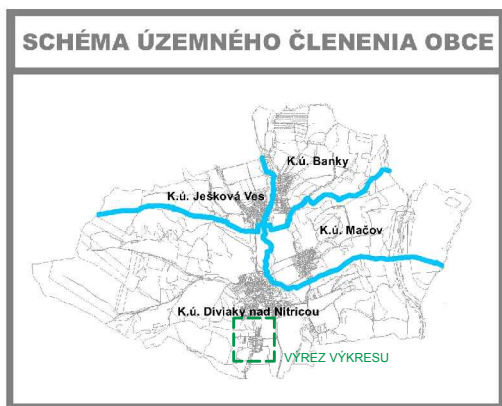 SCHÉMA ÚZEMNÉHO ČLENENIA OBCE
K.ú. Banky
K.ú. Ješková Ves
K.ú. Mačov
K.ú. Diviaky nad Nitricou
VÝREZ VÝKRESU